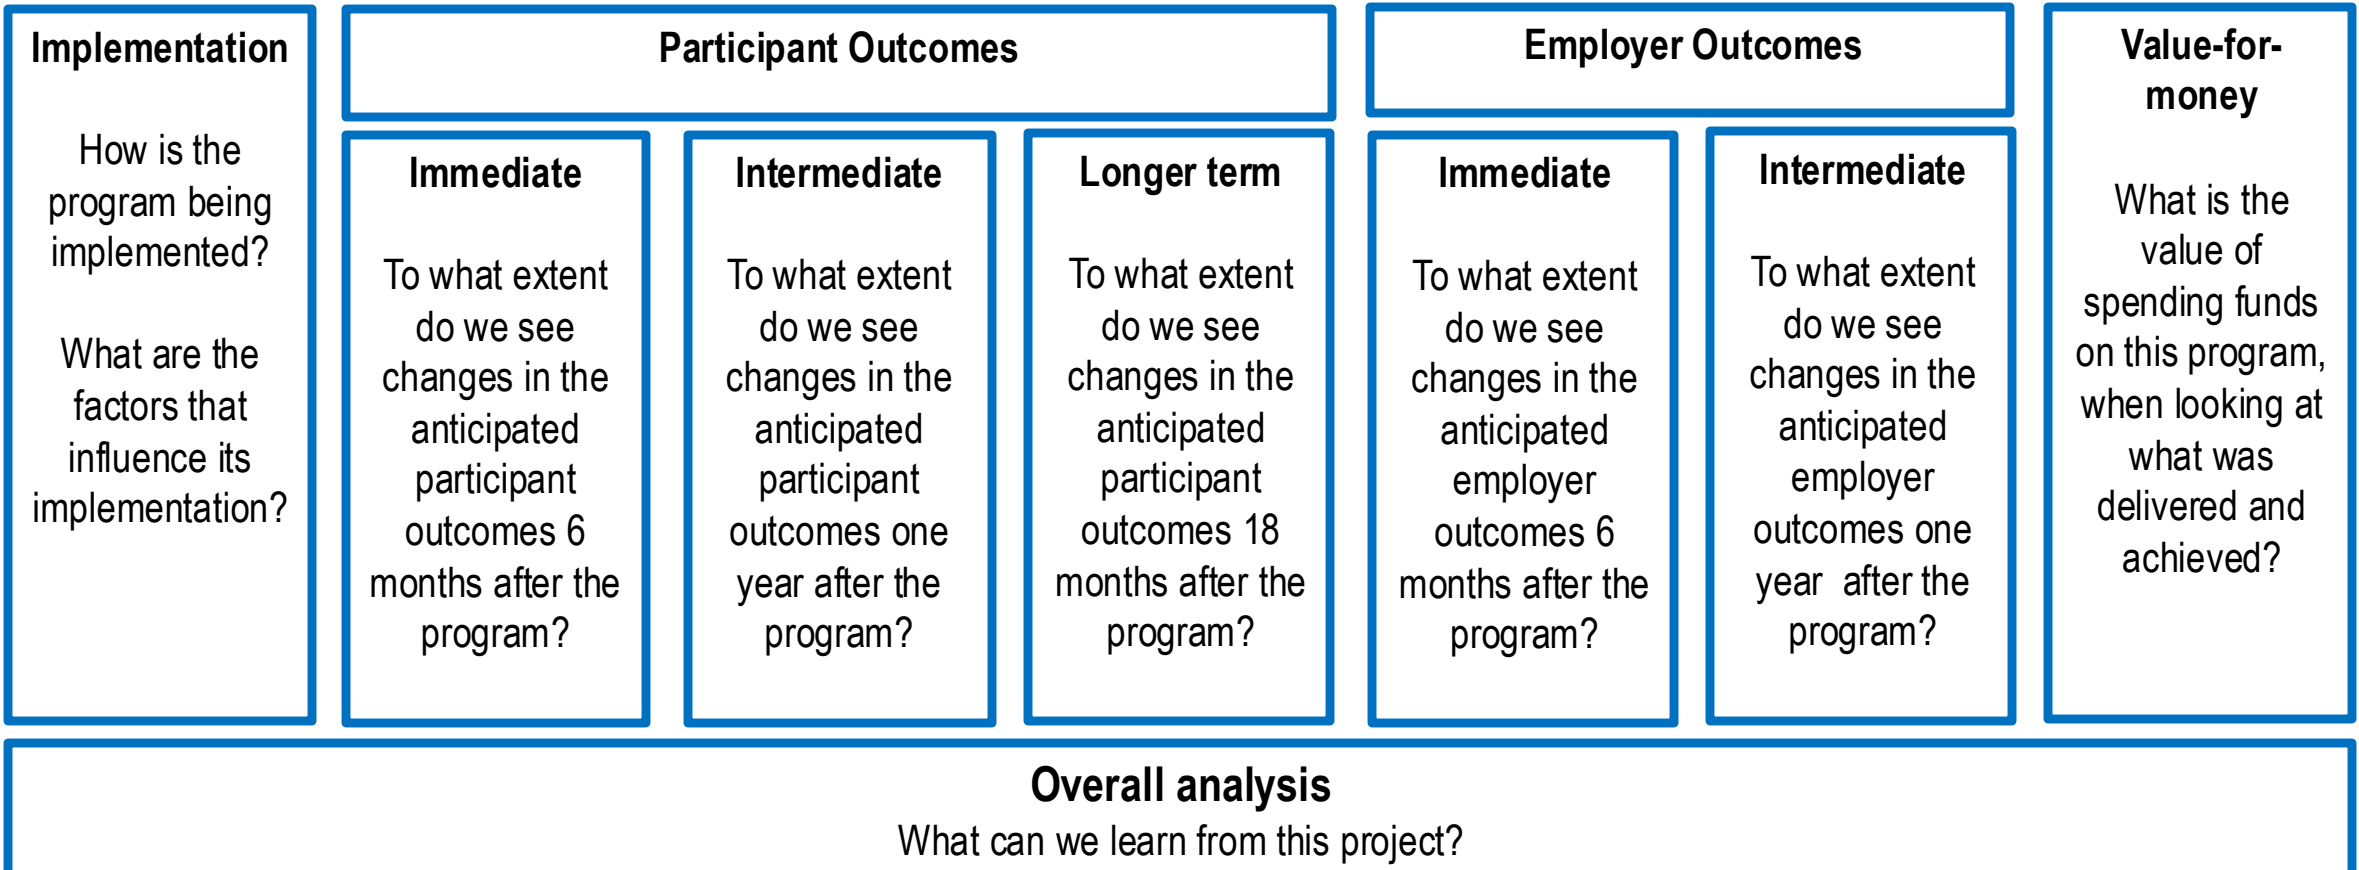 Implementation
How is the
program being
implemented?
What are the
factors that
influence its
implementation?
Participant Outcomes
Immediate
To what extent
do we see
changes in the
anticipated
participant
outcomes 6
months after the
program?
Intermediate
To what extent
do we see
changes in the
anticipated
participant
outcomes one
year after the
program?
Longer term
To what extent
do we see
changes in the
anticipated
participant
outcomes 18
months after the
program?
Employer Outcomes
Immediate
To what extent
do we see
changes in the
anticipated
employer
outcomes 6
months after the
program?
Intermediate
To what extent
do we see
changes in the
anticipated
employer
outcomes one
year  after the
program?
Value-for-
money
What is the
value of
spending funds
on this program,
when looking at
what was
delivered and
achieved?
Overall analysis
What can we learn from this project?